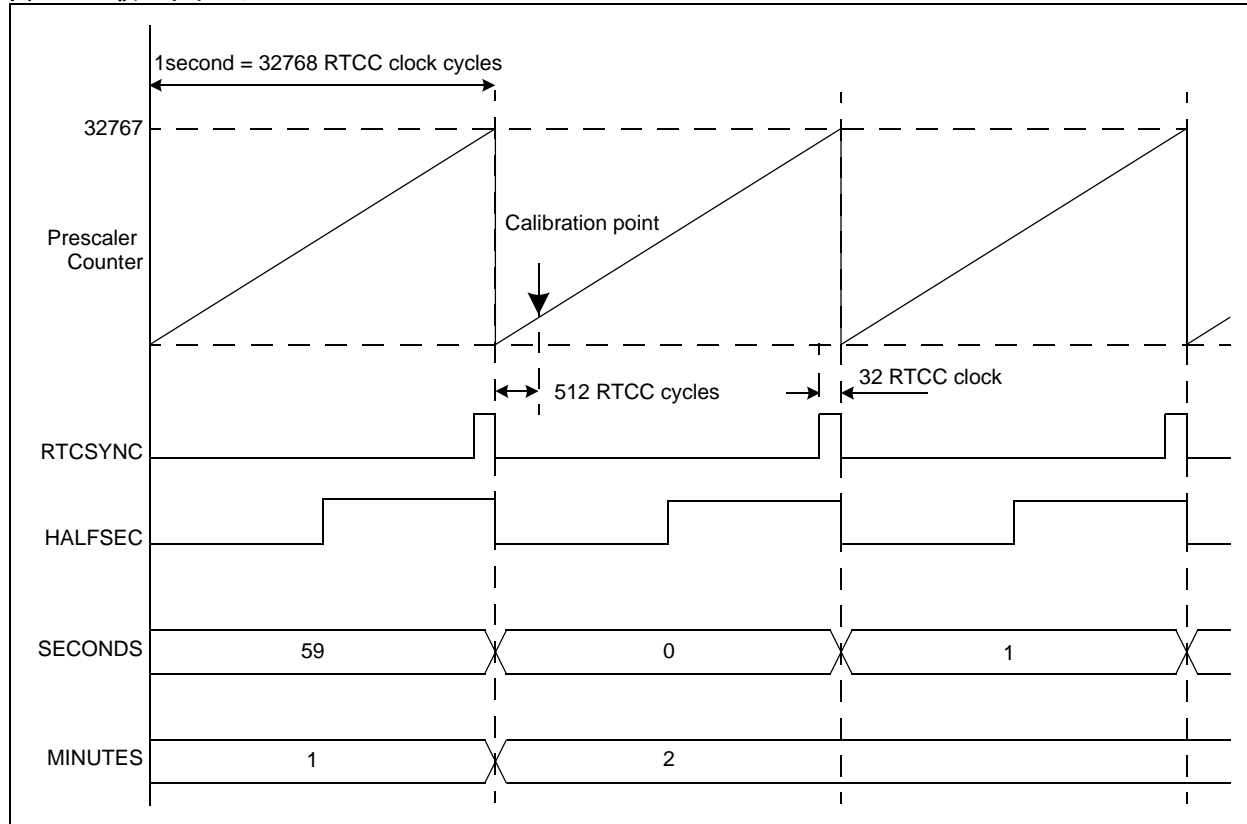 1second = 32768 RTCC clock cycles
32767
Prescaler
Counter
Calibration point
512 RTCC cycles
32 RTCC clock
RTCSYNC
HALFSEC
SECONDS
59
0
1
MINUTES
1
2